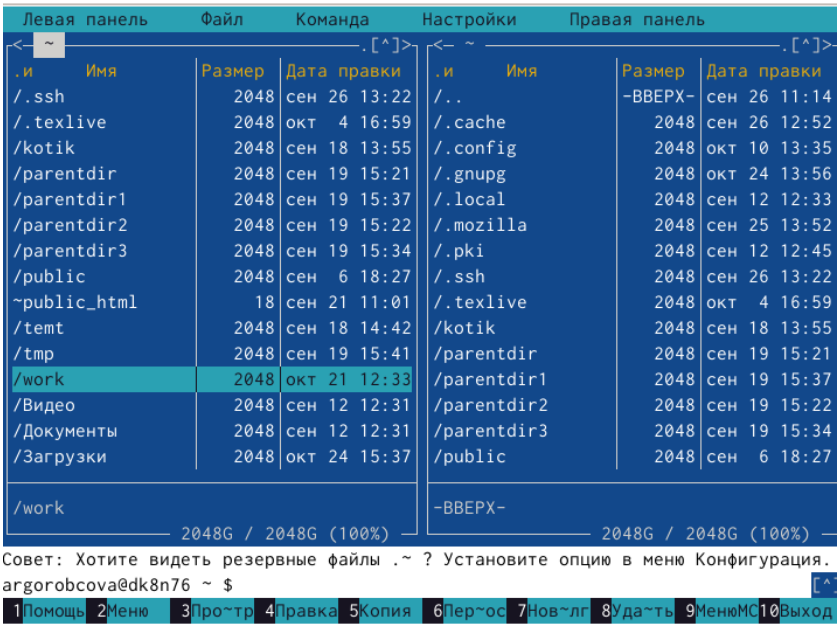 Левая панель Файл Команда Настройки Правая панель
<─ ~ .[^]> <─ ~ .[^]>
.и Имя Размер Дата правки .и Имя Размер Дата правки
/.ssh 2048 сен 26 13:22 /.. -ВВЕРХ- сен 26 11:14
/.texlive 2048 окт 4 16:59 /.cache 2048 сен 26 12:52
/kotik 2048 сен 18 13:55 /.config 2048 окт 10 13:35
/parentdir 2048 сен 19 15:21 /.gnupg 2048 окт 24 13:56
/parentdir1 2048 сен 19 15:37 /.local 2048 сен 12 12:33
/parentdir2 2048 сен 19 15:22 /.mozilla 2048 сен 25 13:52
/parentdir3 2048 сен 19 15:34 /.pki 2048 сен 12 12:45
/public 2048 сен 6 18:27 /.ssh 2048 сен 26 13:22
~public_html 18 сен 21 11:01 /.texlive 2048 окт 4 16:59
/temt 2048 сен 18 14:42 /kotik 2048 сен 18 13:55
/tmp 2048 сен 19 15:41 /parentdir 2048 сен 19 15:21
/work 2048 окт 21 12:33 /parentdir1 2048 сен 19 15:37
/Видео 2048 сен 12 12:31 /parentdir2 2048 сен 19 15:22
/Документы 2048 сен 12 12:31 /parentdir3 2048 сен 19 15:34
/Загрузки 2048 окт 24 15:37 /public 2048 сен 6 18:27
/work -ВВЕРХ-
2048G / 2048G (100%) 2048G / 2048G (100%)
Совет: Хотите видеть резервные файлы .~ ? Установите опцию в меню Конфигурация.
argorobcova@dk8n76 ~ $ [^]
1Помощь 2Меню 3Про~тр 4Правка 5Копия 6Пер~ос 7Нов~лг 8Уда~ть 9МенюMC 10Выход